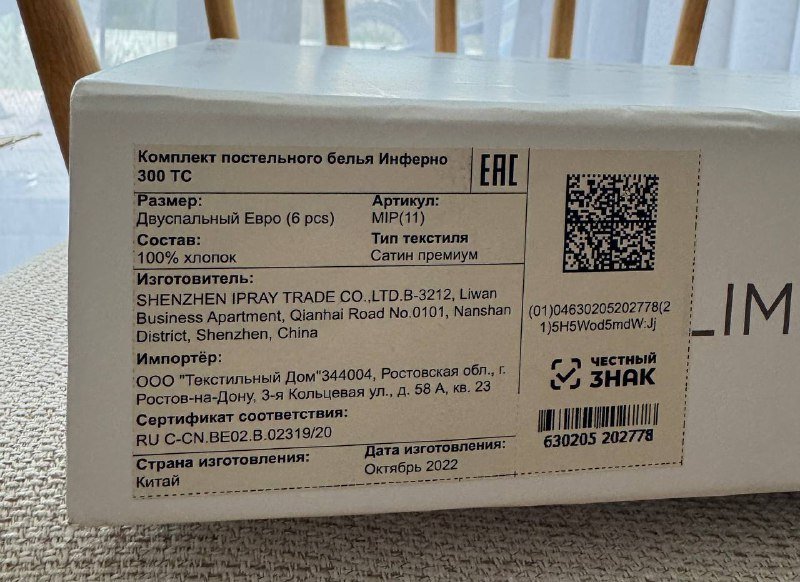 Комплект постельного белья Инферно
300 ТС
EAC
Размер:
Двуспальный Евро (6 pcs)
Артикул:
MIP(11)
Состав:
100% хлопок
Тип текстиля
Сатин премиум
Изготовитель:
SHENZHEN IPRAY TRADE CO.,LTD.B-3212, Liwan
Business Apartment, Qianhai Road No.0101, Nanshan
District, Shenzhen, China
Импортёр:
ООО "Текстильный Дом"344004, Ростовская обл., г.
Ростов-на-Дону, 3-я Кольцевая ул., д. 58 А, кв. 23
Сертификат соответствия:
RU C-CN.BE02.B.02319/20
Страна изготовления:
Китай
Дата изготовления:
Октябрь 2022
(01)04630205202778(2
1)5H5Wod5mdW:Jj
ЧЕСТНЫЙ
ЗНАК
630205 202778
LIM